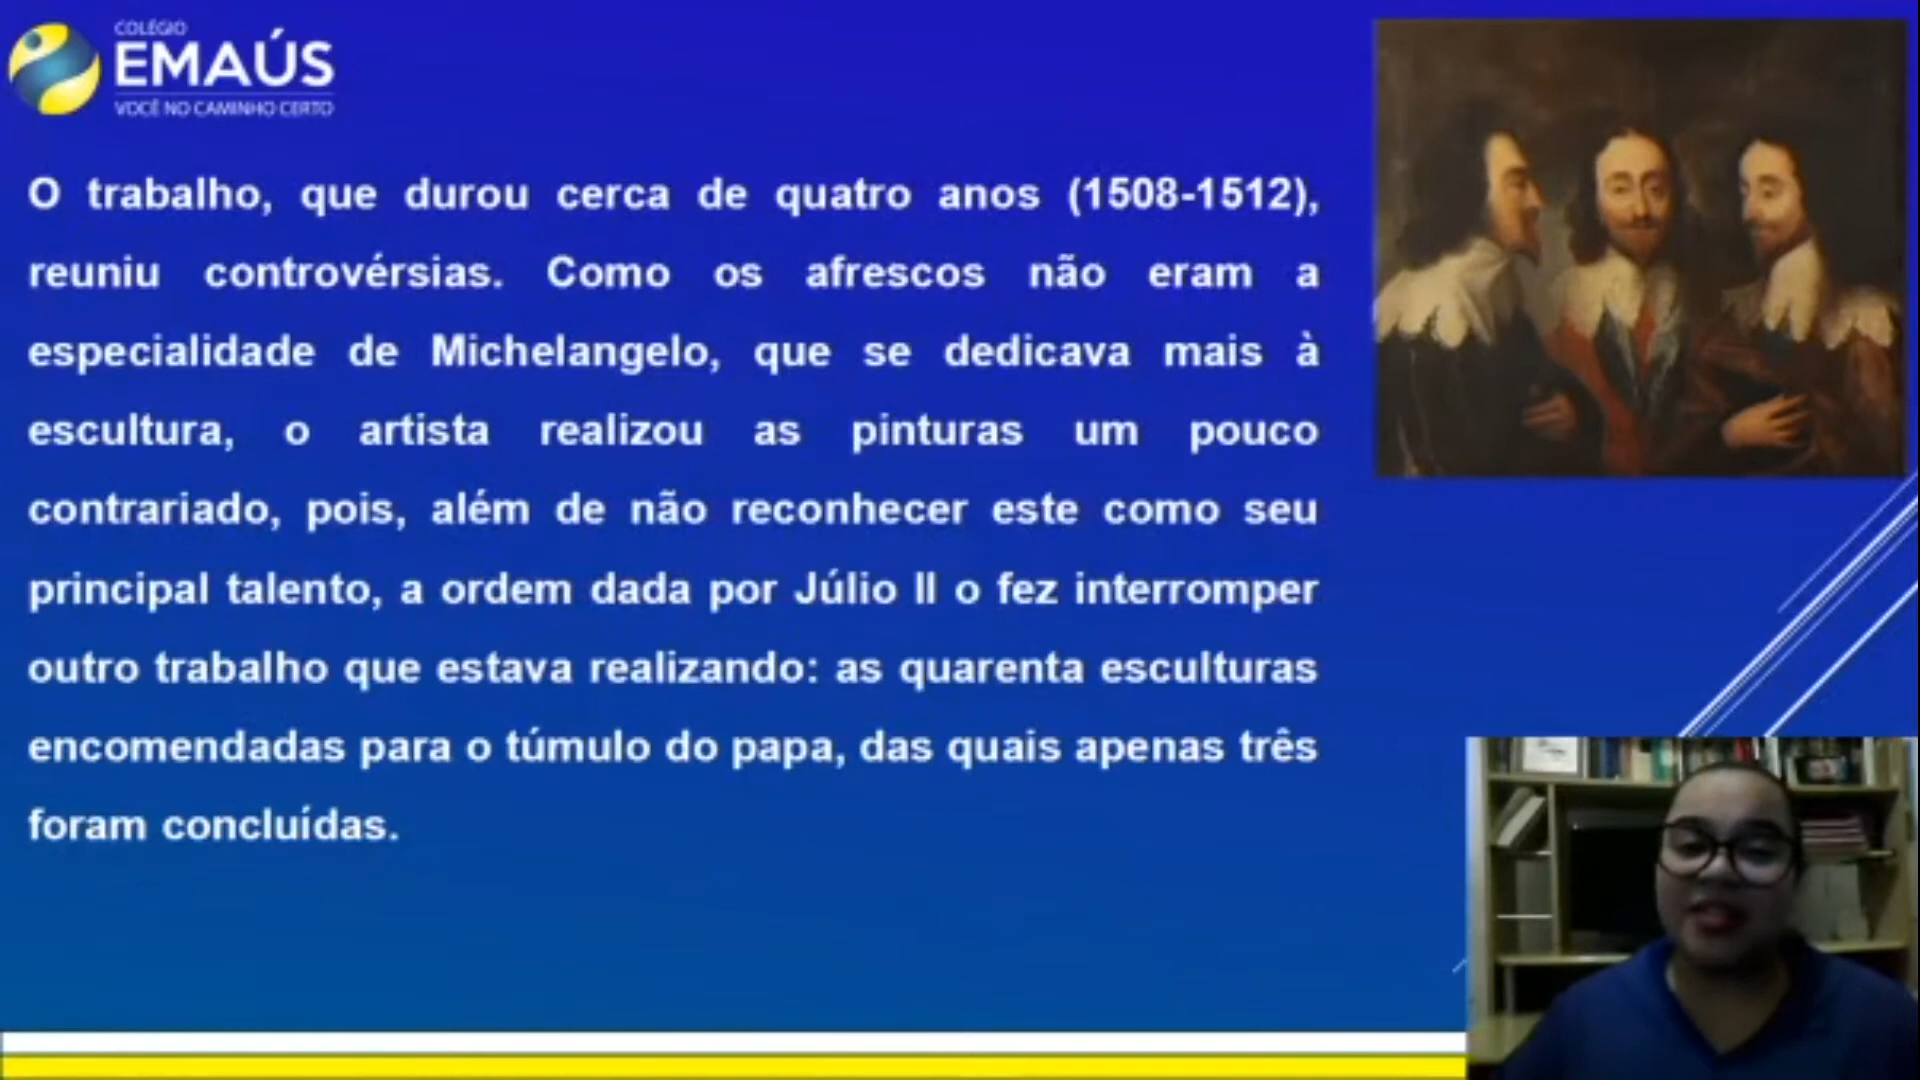 COLÉGIO
EMAÚS
VOCÊ NO CAMINHO CERTO
O trabalho, que durou cerca de quatro anos (1508-1512),
reuniu controvérsias. Como os afrescos não eram a
especialidade de Michelangelo, que se dedicava mais à
escultura, o artista realizou as pinturas um pouco
contrariado, pois, além de não reconhecer este como seu
principal talento, a ordem dada por Júlio II o fez interromper
outro trabalho que estava realizando: as quarenta esculturas
encomendadas para o túmulo do papa, das quais apenas três
foram concluídas.